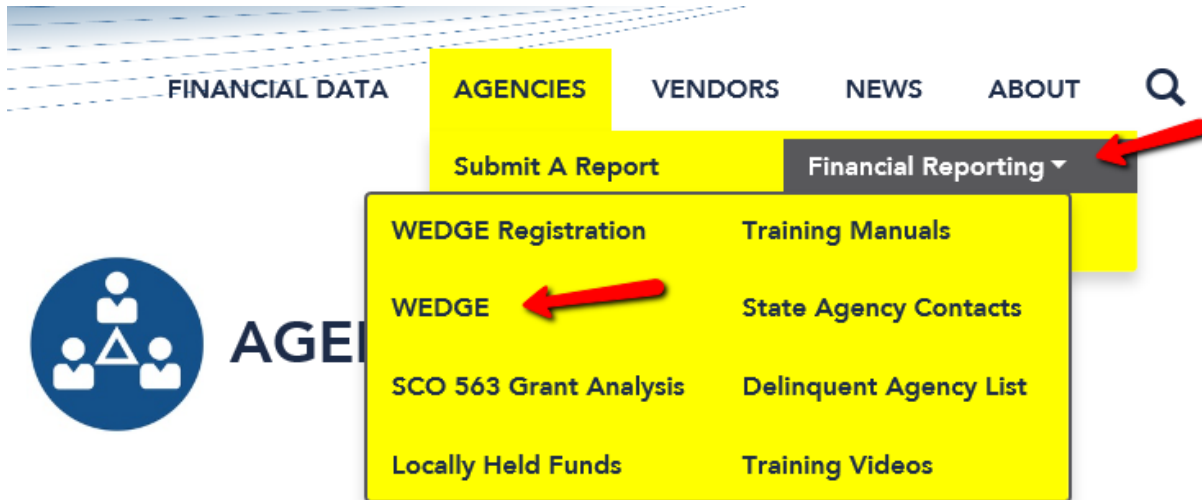 FINANCIAL DATA AGENCIES VENDORS NEWS ABOUT
Submit A Report Financial Reporting
WEDGE Registration Training Manuals
WEDGE State Agency Contacts
SCO 563 Grant Analysis Delinquent Agency List
Locally Held Funds Training Videos